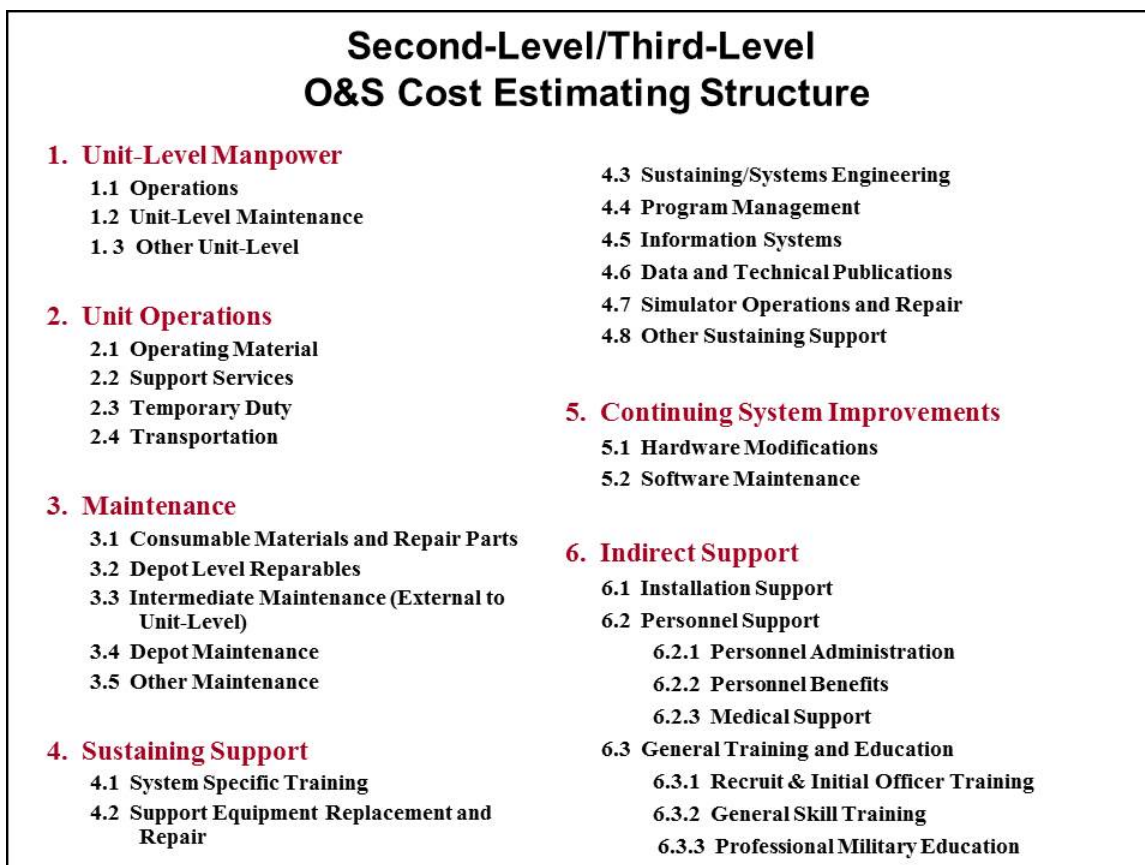 Second-Level/Third-Level
O&S Cost Estimating Structure
1. Unit-Level Manpower
1.1 Operations
1.2 Unit-Level Maintenance
1. 3 Other Unit-Level
2. Unit Operations
2.1 Operating Material
2.2 Support Services
2.3 Temporary Duty
2.4 Transportation
3. Maintenance
3.1 Consumable Materials and Repair Parts
3.2 Depot Level Reparables
3.3 Intermediate Maintenance (External to
Unit-Level)
3.4 Depot Maintenance
3.5 Other Maintenance
4. Sustaining Support
4.1 System Specific Training
4.2 Support Equipment Replacement and
Repair
4.3 Sustaining/Systems Engineering
4.4 Program Management
4.5 Information Systems
4.6 Data and Technical Publications
4.7 Simulator Operations and Repair
4.8 Other Sustaining Support
5. Continuing System Improvements
5.1 Hardware Modifications
5.2 Software Maintenance
6. Indirect Support
6.1 Installation Support
6.2 Personnel Support
6.2.1 Personnel Administration
6.2.2 Personnel Benefits
6.2.3 Medical Support
6.3 General Training and Education
6.3.1 Recruit & Initial Officer Training
6.3.2 General Skill Training
6.3.3 Professional Military Education